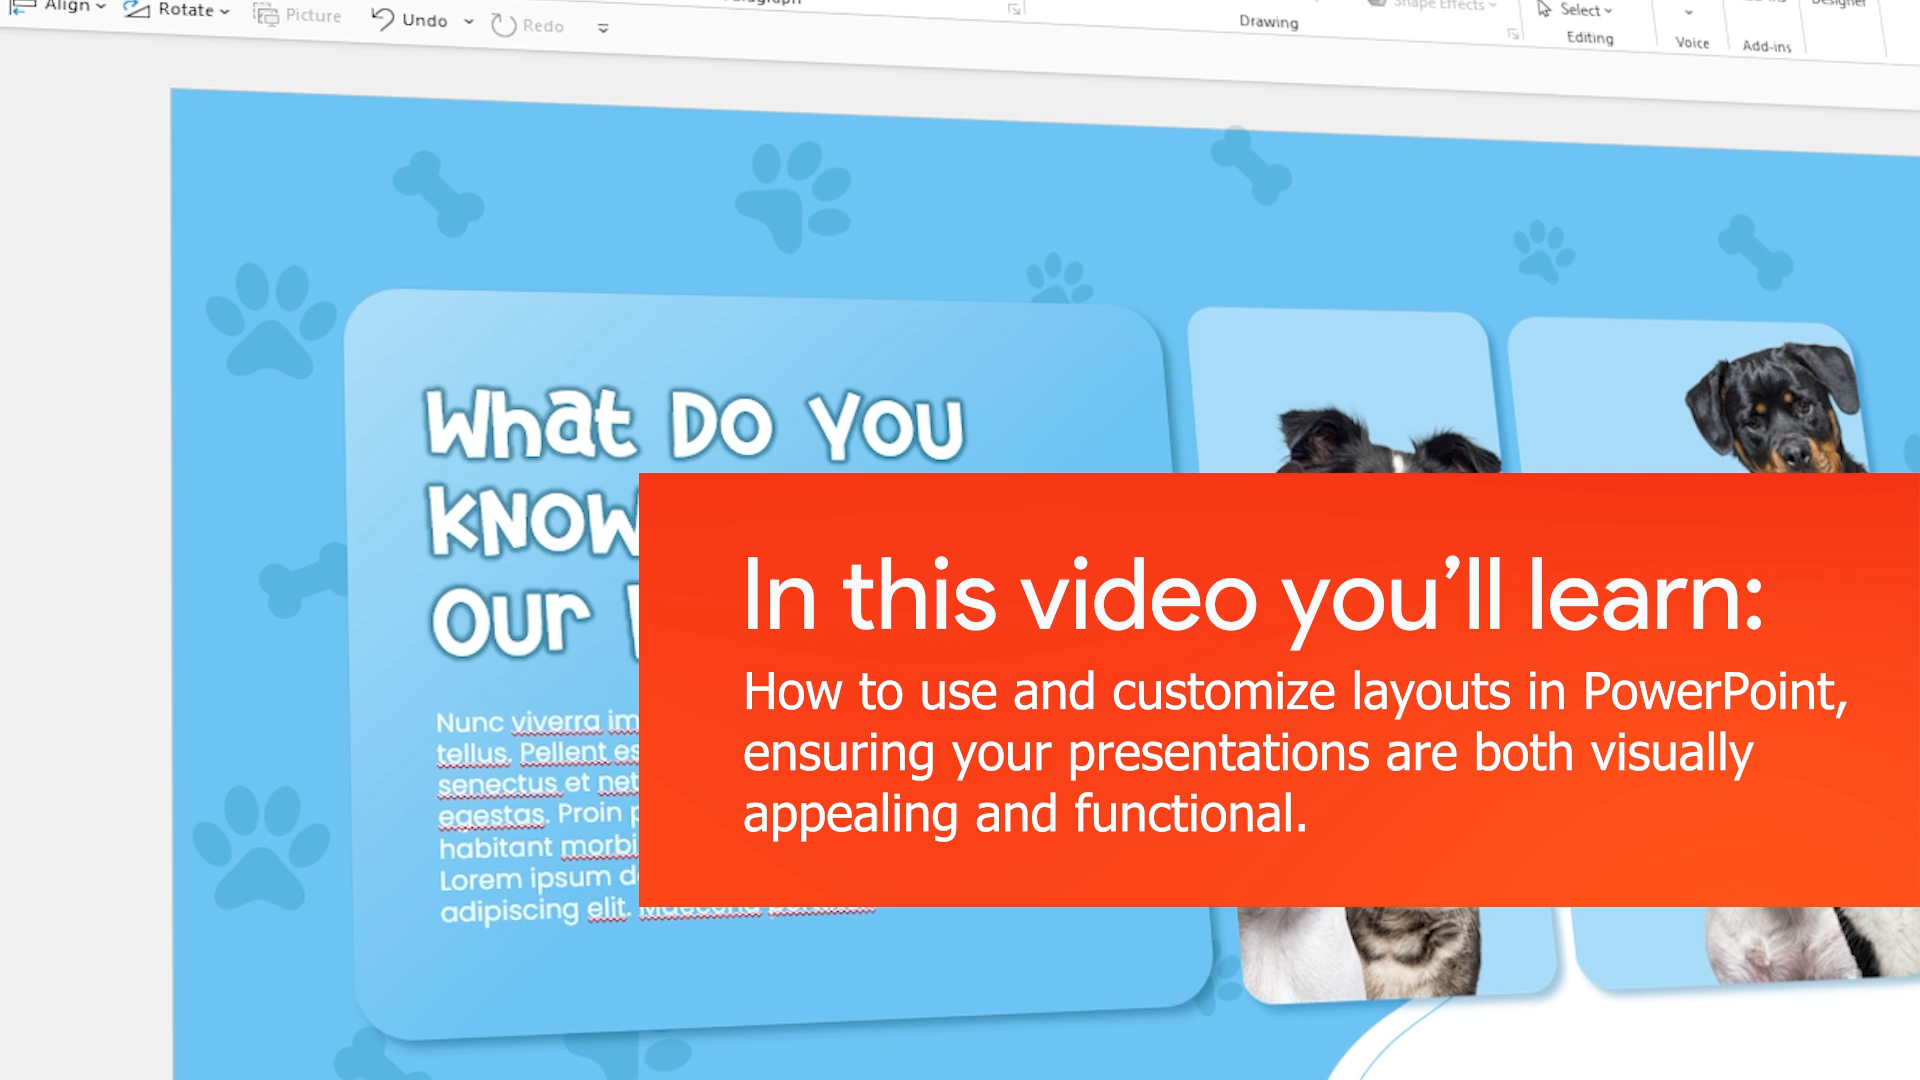 Align
Rotate
Picture
Undo
Redo
Drawing
Shape Effects
Select
Editing
Voice
Add-ins
Designer
What Do You
Know
Our
Nunc viverra im
tellus. Pellent es
senectus et net
egestas. Proin p
habitant morbi
Lorem ipsum d
adipiscing elit. Maecenas porttitor
In this video you’ll learn:
How to use and customize layouts in PowerPoint,
ensuring your presentations are both visually
appealing and functional.